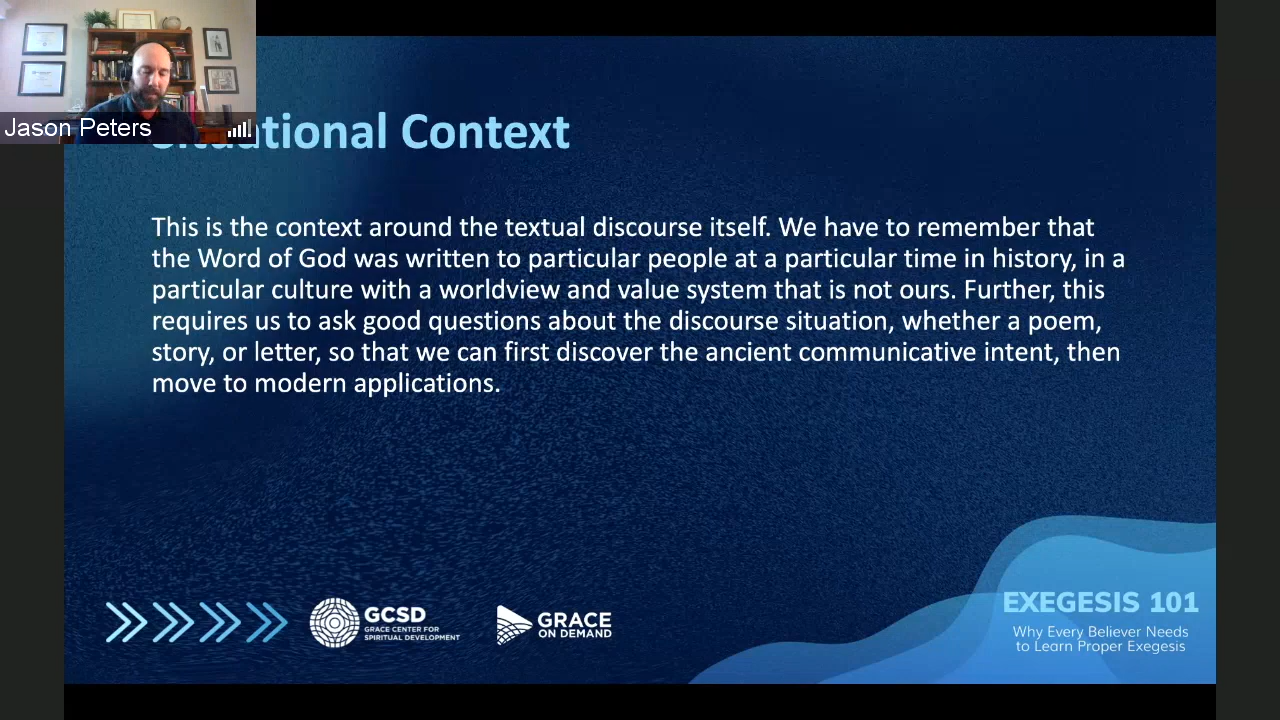 Jason Peters
Situational Context
This is the context around the textual discourse itself. We have to remember that
the Word of God was written to particular people at a particular time in history, in a
particular culture with a worldview and value system that is not ours. Further, this
requires us to ask good questions about the discourse situation, whether a poem,
story, or letter, so that we can first discover the ancient communicative intent, then
move to modern applications.
GCSD
GRACE CENTER FOR
SPIRITUAL DEVELOPMENT
GRACE
ON DEMAND
EXEGESIS 101
Why Every Believer Needs
to Learn Proper Exegesis